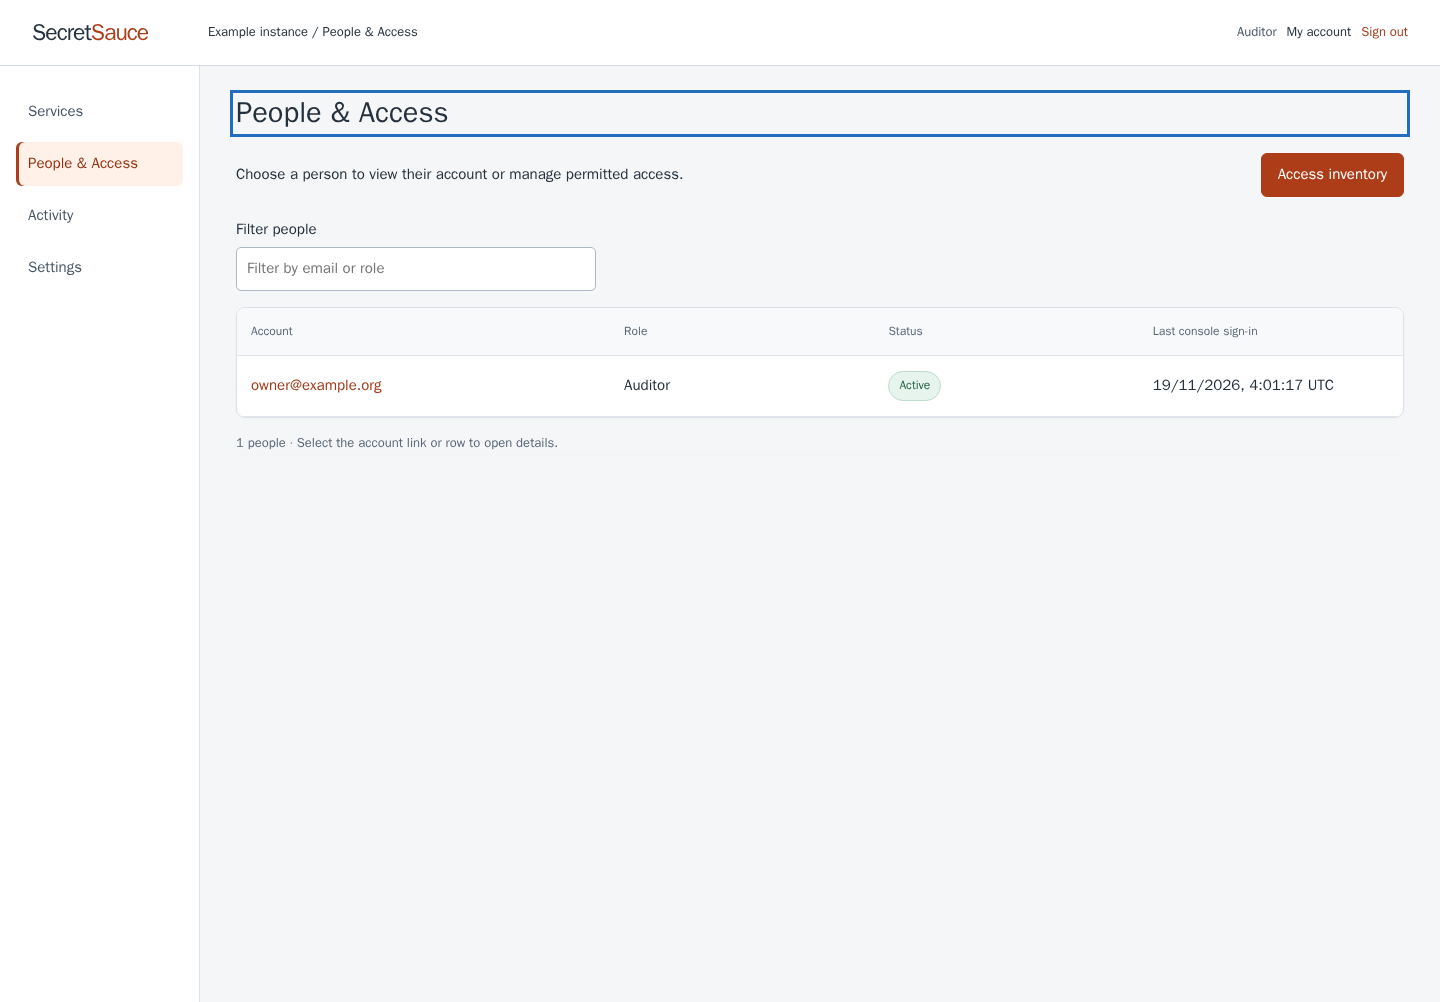 SecretSauce
Example instance / People & Access
Auditor My account Sign out
Services
People & Access
Activity
Settings
People & Access
Choose a person to view their account or manage permitted access.
Access inventory
Filter people
Filter by email or role
Account Role Status Last console sign-in
owner@example.org Auditor Active 19/11/2026, 4:01:17 UTC
1 people · Select the account link or row to open details.